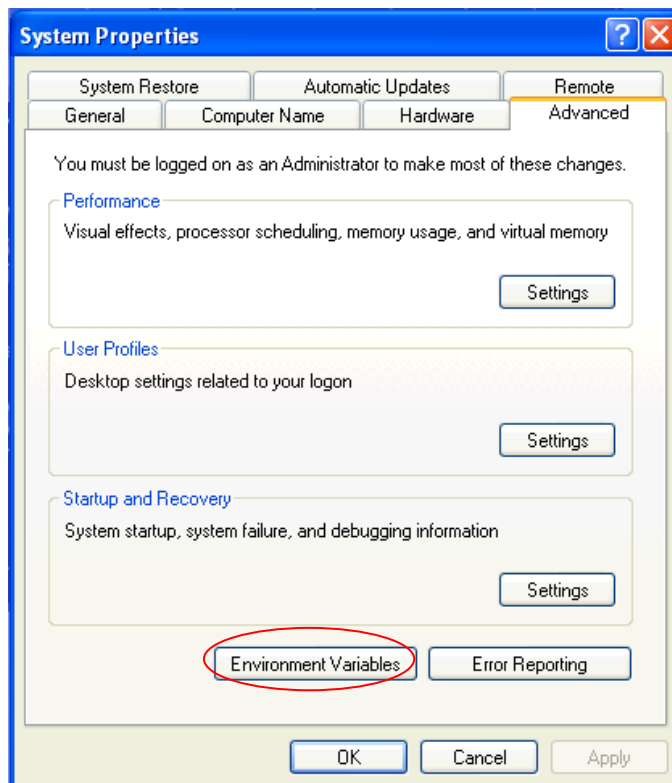 System Properties
System Restore Automatic Updates Remote
General Computer Name Hardware Advanced
You must be logged on as an Administrator to make most of these changes.
Performance
Visual effects, processor scheduling, memory usage, and virtual memory
Settings
User Profiles
Desktop settings related to your logon
Settings
Startup and Recovery
System startup, system failure, and debugging information
Settings
Environment Variables Error Reporting
OK Cancel Apply